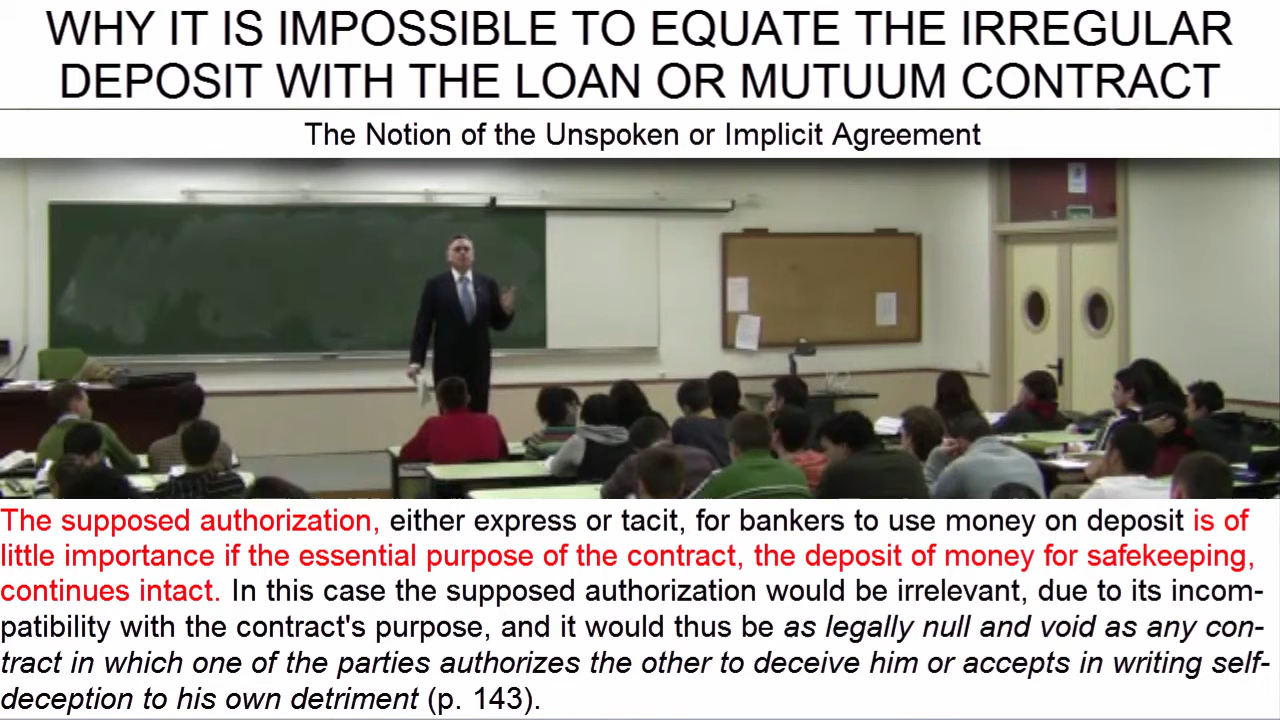 WHY IT IS IMPOSSIBLE TO EQUATE THE IRREGULAR
DEPOSIT WITH THE LOAN OR MUTUUM CONTRACT
The Notion of the Unspoken or Implicit Agreement
The supposed authorization, either express or tacit, for bankers to use money on deposit is of
little importance if the essential purpose of the contract, the deposit of money for safekeeping,
continues intact. In this case the supposed authorization would be irrelevant, due to its incom-
patibility with the contract's purpose, and it would thus be as legally null and void as any con-
tract in which one of the parties authorizes the other to deceive him or accepts in writing self-
deception to his own detriment (p. 143).